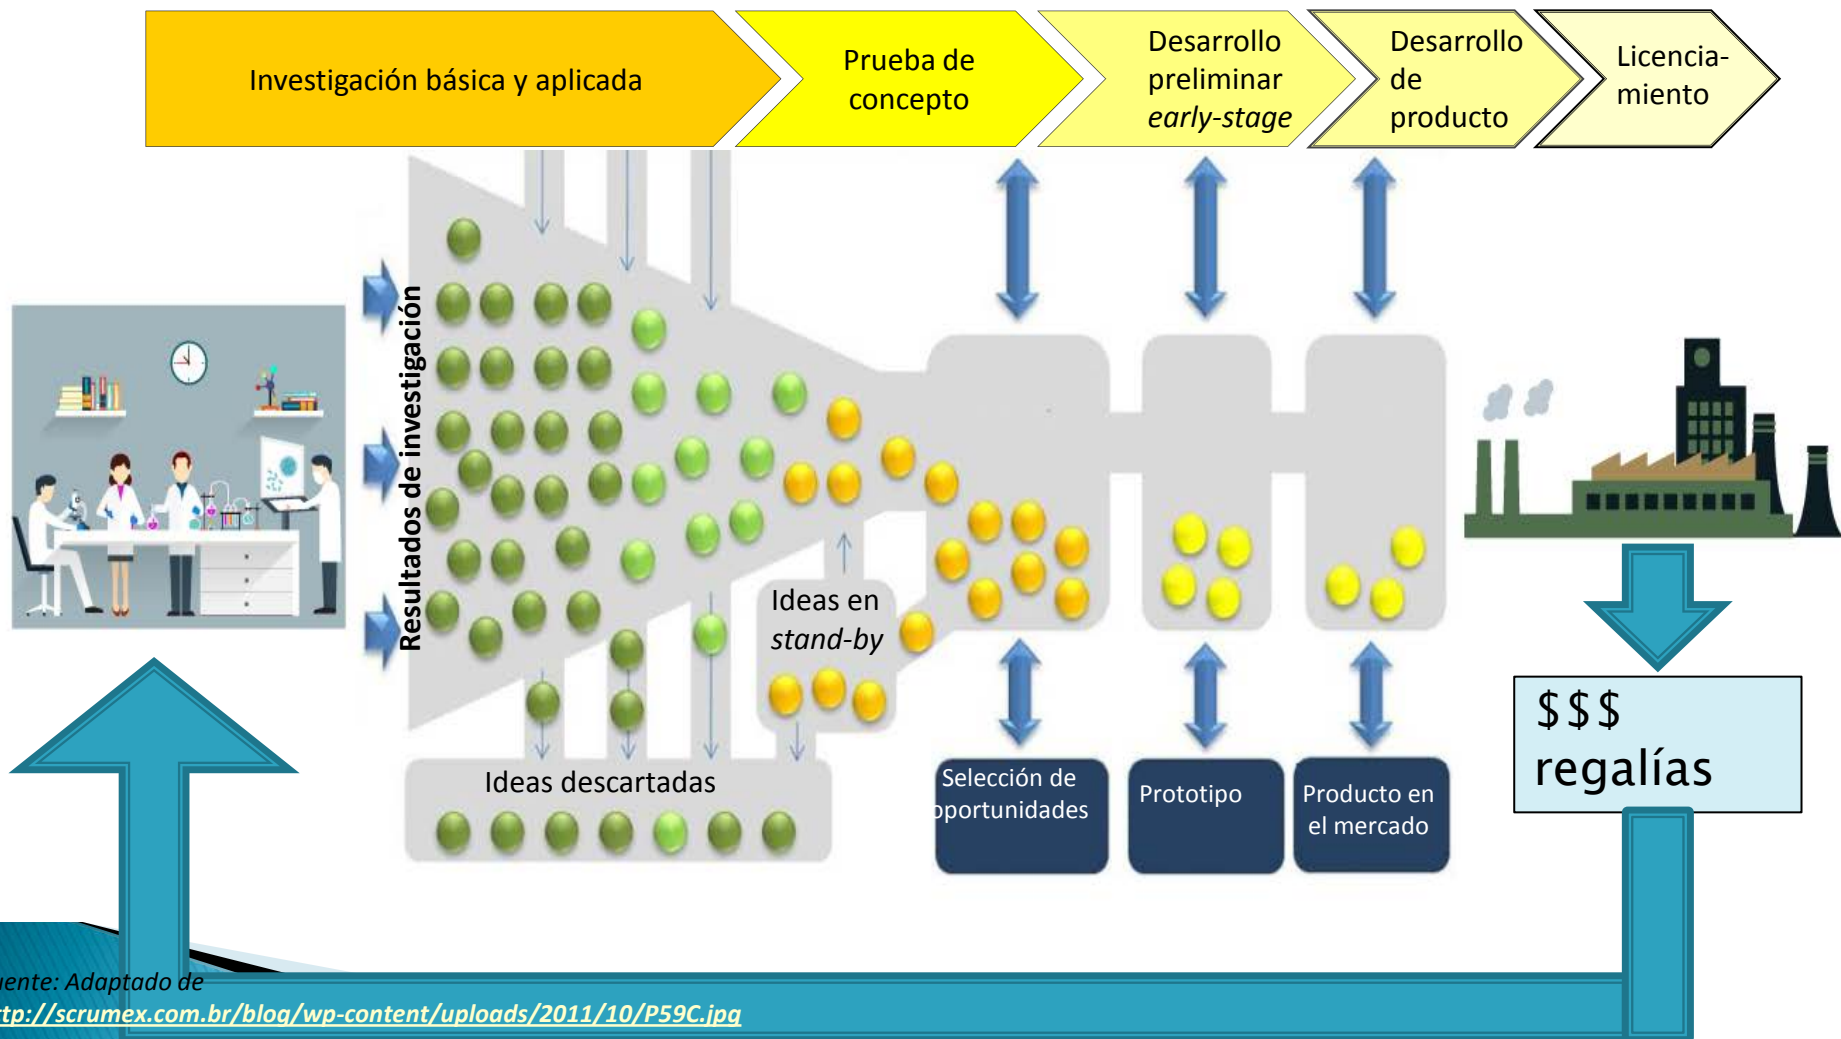 Investigación básica y aplicada
Prueba de
concepto
Desarrollo
preliminar
early-stage
Desarrollo
de
producto
Licencia-
miento
Resultados de investigación
Ideas en
stand-by
Ideas descartadas
Selección de
oportunidades
Prototipo
Producto en
el mercado
$$$
regalías
uente: Adaptado de
ttp://scrumex.com.br/blog/wp-content/uploads/2011/10/P59C.jpg